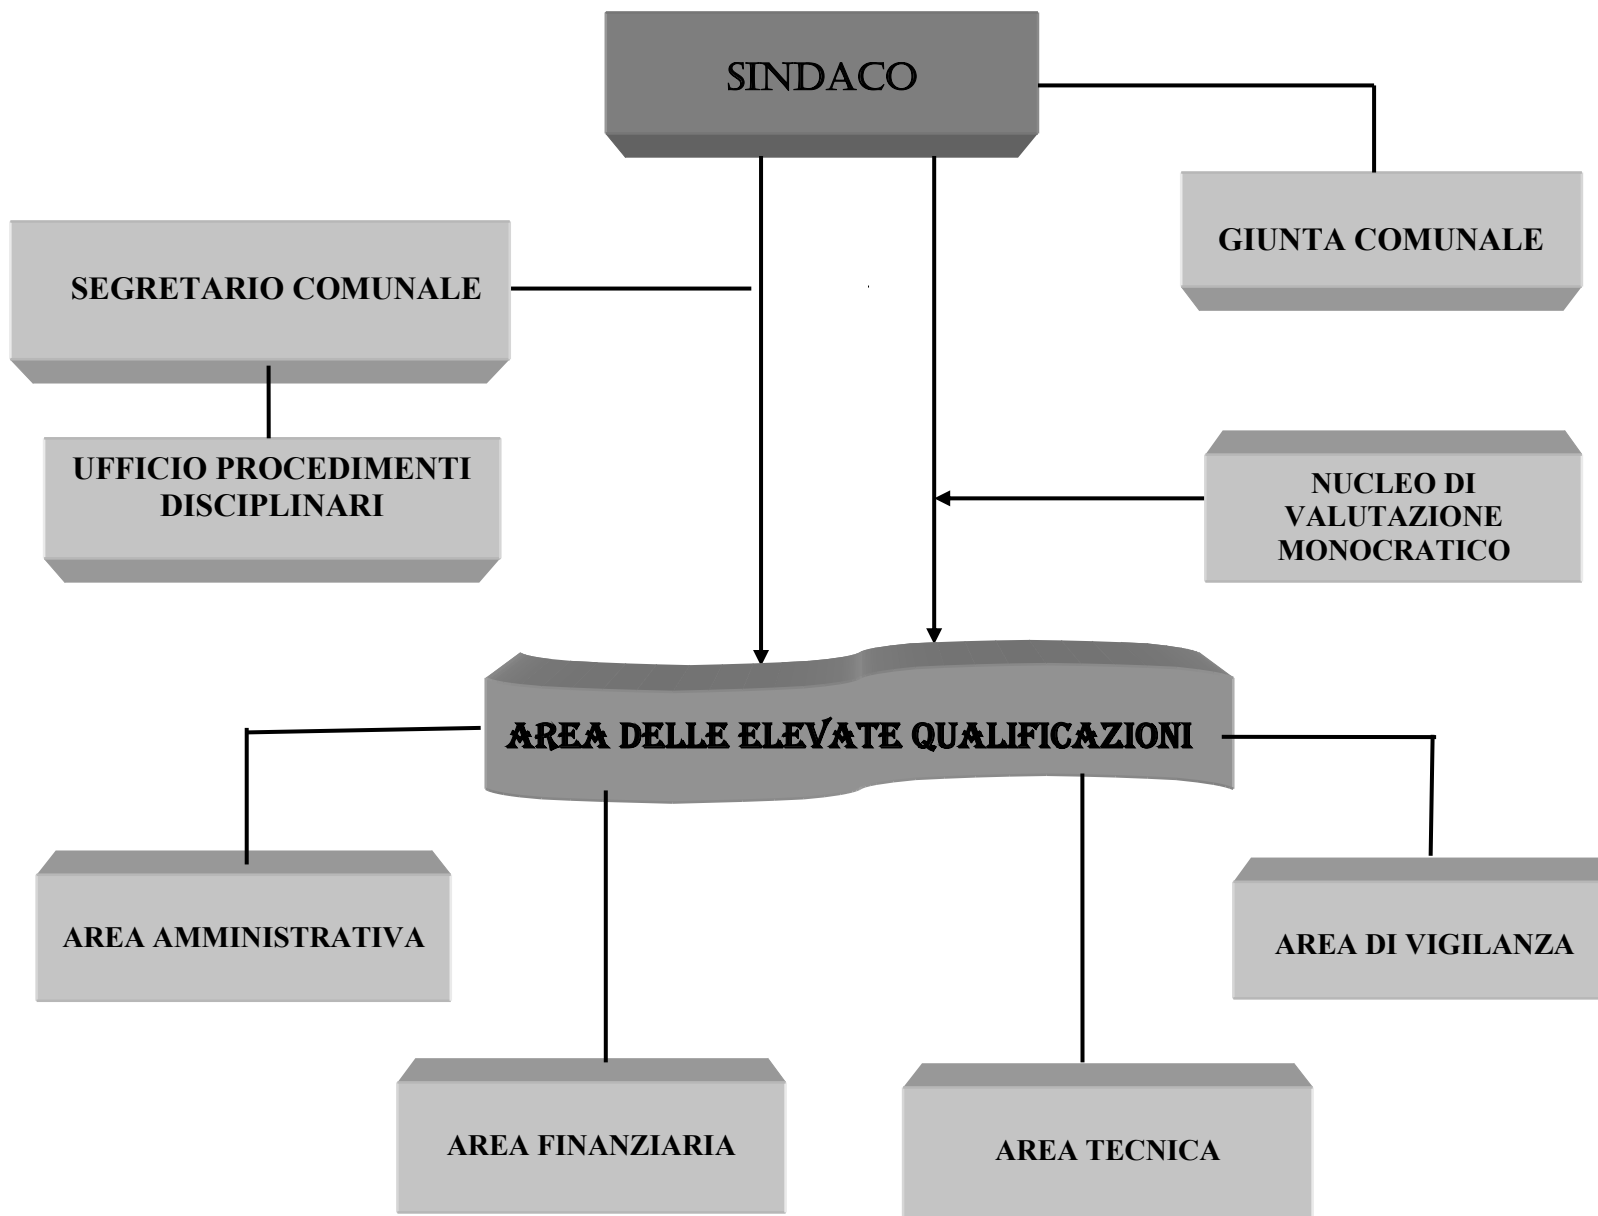 SINDACO
GIUNTA COMUNALE
SEGRETARIO COMUNALE
UFFICIO PROCEDIMENTI
DISCIPLINARI
NUCLEO DI
VALUTAZIONE
MONOCRATICO
AREA DELLE ELEVATE QUALIFICAZIONI
AREA AMMINISTRATIVA
AREA DI VIGILANZA
AREA FINANZIARIA
AREA TECNICA